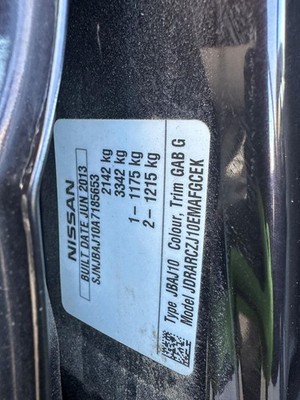 NISSAN
BUILT DATE JUN 2013
SJNJBAJ10A7185653
2142 kg
3342 kg
1- 1175 kg
2- 1215 kg
Type JBAJ10 Colour, Trim GAB G
Model JDRARCZJ10EMAFGCEK